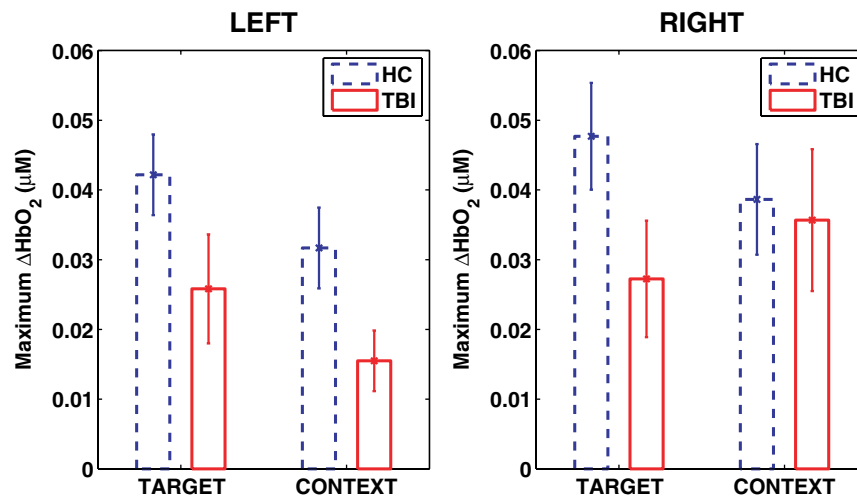 LEFT
Maximum ΔHbO2 (μM)
0.06
0.05
0.04
0.03
0.02
0.01
0
HC
TBI
TARGET CONTEXT
RIGHT
Maximum ΔHbO2 (μM)
0.06
0.05
0.04
0.03
0.02
0.01
0
HC
TBI
TARGET CONTEXT